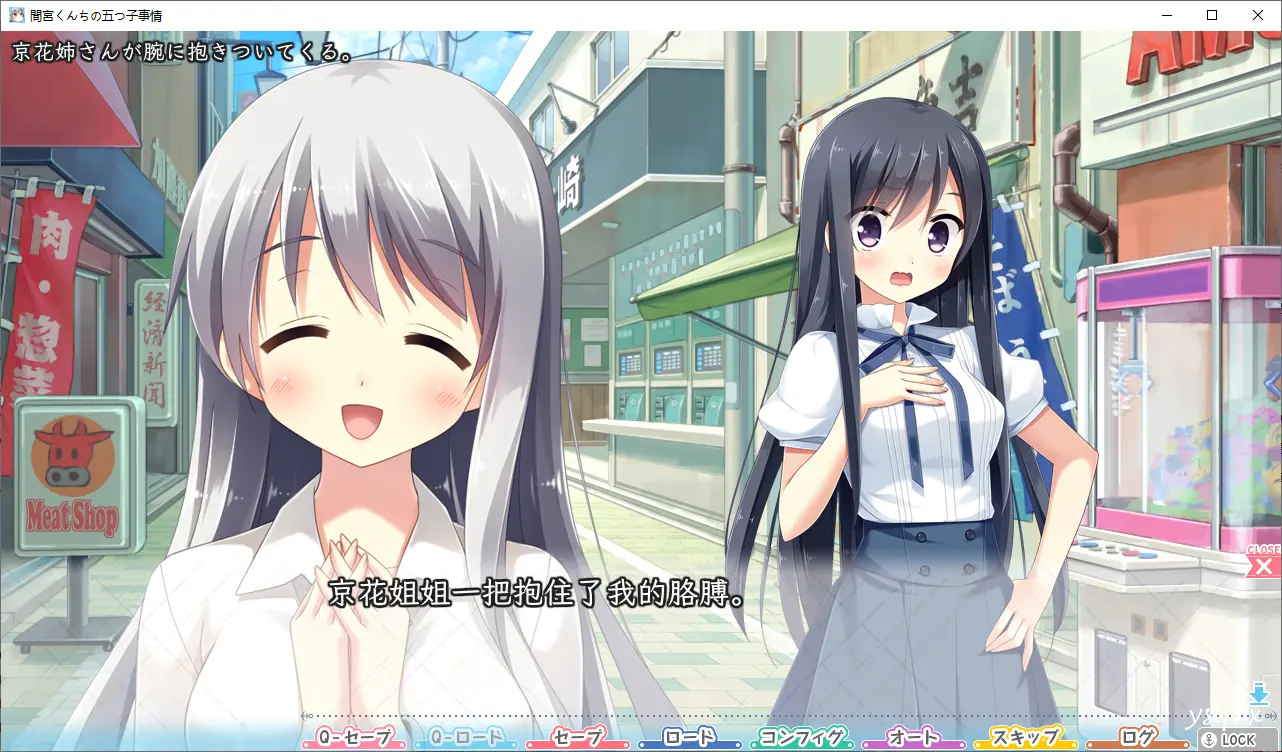 間宮くんちの五つ子事情
京花姉さんが腕に抱きついてくる。
肉・惣菜
経済新聞
崎
Meat Shop
京花姐姐一把抱住了我的胳膊。
CLOSE
Q-セーブ
Q-ロード
セーブ
ロード
コンフィグ
オート
スキップ
ログ
LOCK